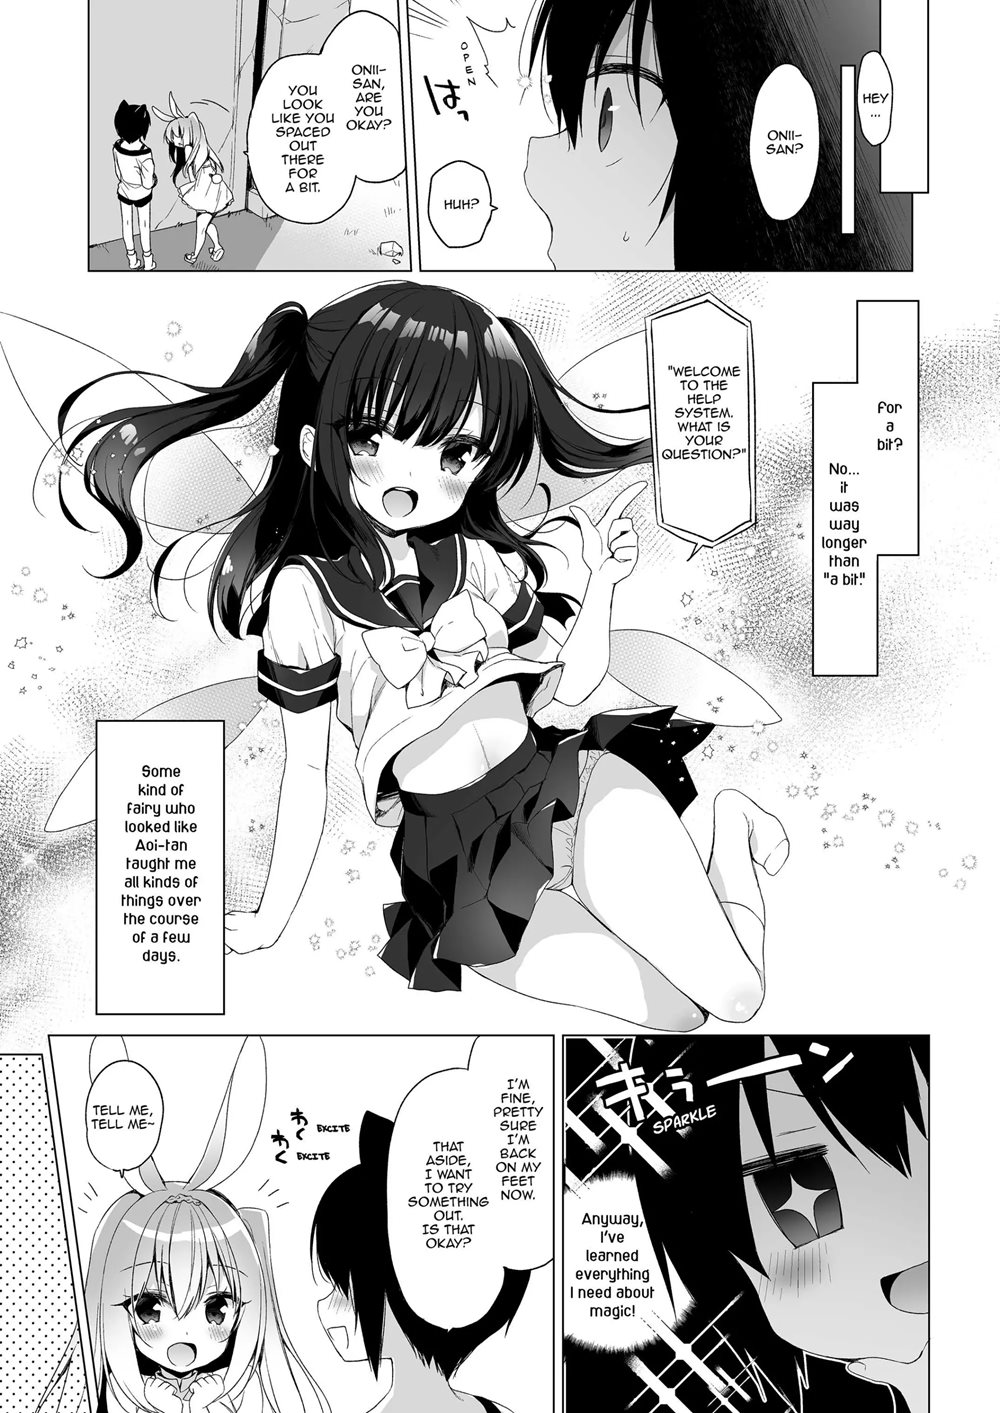 HEY
...
ONII-
SAN?
OPEN
はっ
HUH?
ONII-
SAN, ARE
YOU
OKAY?
YOU
LOOK
LIKE YOU
SPACED
OUT
THERE
FOR
A BIT.
For
a
bit?
No...
it
was
way
longer
than
"a bit."
"WELCOME
TO THE
HELP
SYSTEM.
WHAT IS
YOUR
QUESTION?"
Some
kind of
fairy who
looked like
Aoi-tan
taught me
all kinds of
things over
the course
of a few
days.
きゅーン
SPARKLE
Anyway,
I've
learned
everything
I need about
magic!
I'M
FINE,
PRETTY
SURE
I'M
BACK
ON MY
FEET
NOW.
THAT
ASIDE,
I WANT
TO TRY
SOMETHING
OUT.
IS THAT
OKAY?
わく
EXCITE
わく
EXCITE
TELL ME,
TELL ME~